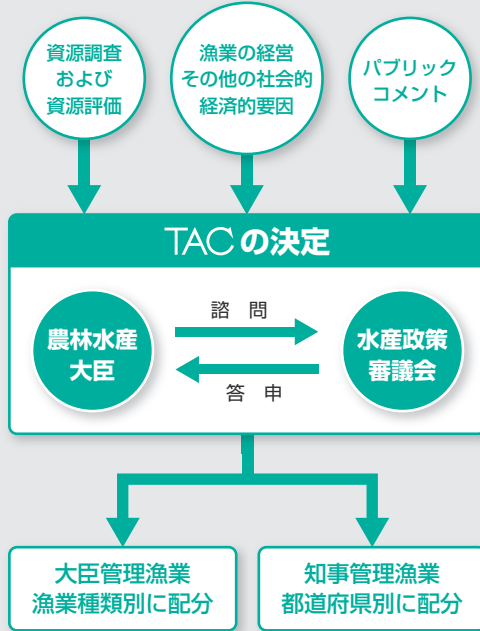 資源調査
および
資源評価
漁業の経営
その他の社会的
経済的要因
パブリック
コメント
TACの決定
農林水産
大臣
諮 問
答 申
水産政策
審議会
大臣管理漁業
漁業種類別に配分
知事管理漁業
都道府県別に配分